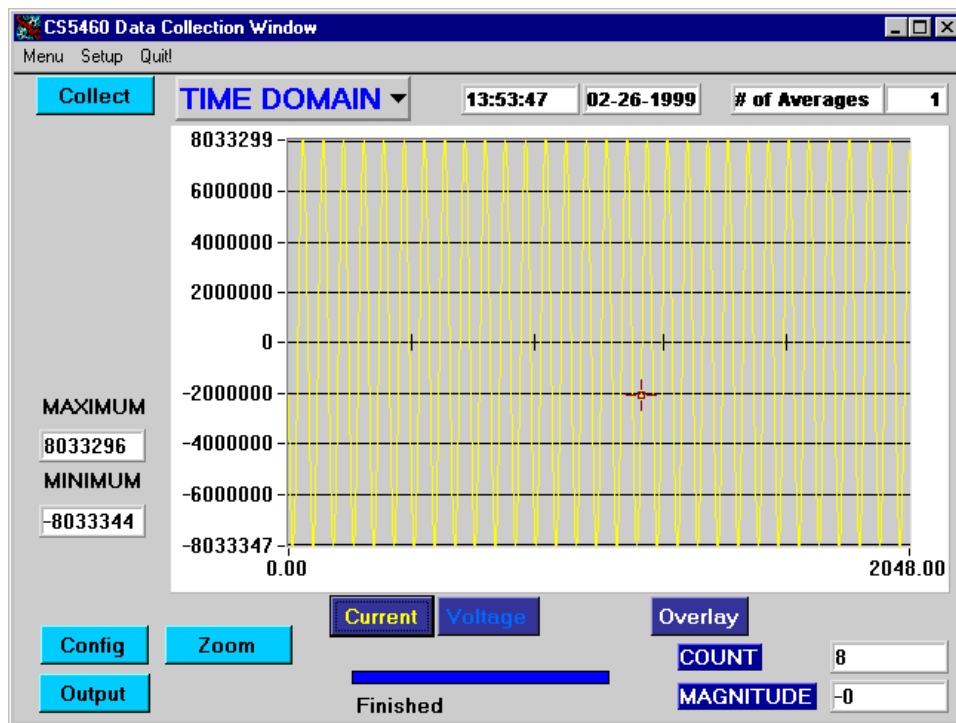 CS5460 Data Collection Window
Menu Setup Quit!
Collect
TIME DOMAIN
13:53:47
02-26-1999
# of Averages
1
8033299
6000000
4000000
2000000
0
-2000000
-4000000
-6000000
-8033347
0.00
2048.00
MAXIMUM
8033296
MINIMUM
-8033344
Current
Voltage
Overlay
Config
Zoom
COUNT
8
Output
Finished
MAGNITUDE
-0